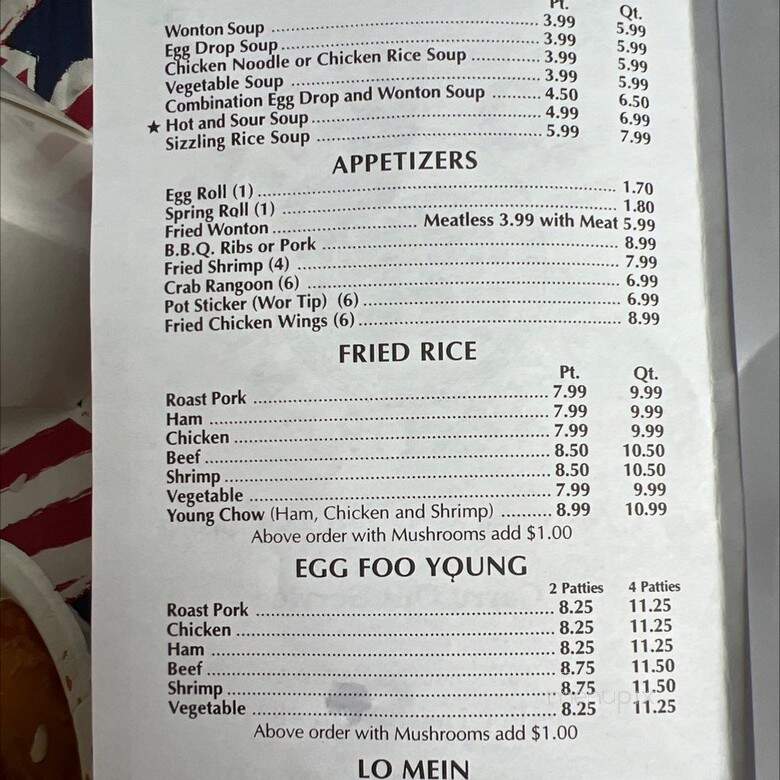 Pt. Qt.
Wonton Soup 3.99 5.99
Egg Drop Soup 3.99 5.99
Chicken Noodle or Chicken Rice Soup 3.99 5.99
Vegetable Soup 3.99 5.99
Combination Egg Drop and Wonton Soup 4.50 6.50
★ Hot and Sour Soup 4.99 6.99
Sizzling Rice Soup 5.99 7.99
APPETIZERS
Egg Roll (1) 1.70
Spring Roll (1) 1.80
Fried Wonton Meatless 3.99 with Meat 5.99
B.B.Q. Ribs or Pork 8.99
Fried Shrimp (4) 7.99
Crab Rangoon (6) 6.99
Pot Sticker (Wor Tip) (6) 6.99
Fried Chicken Wings (6) 8.99
FRIED RICE
Pt. Qt.
Roast Pork 7.99 9.99
Ham 7.99 9.99
Chicken 7.99 9.99
Beef 8.50 10.50
Shrimp 8.50 10.50
Vegetable 7.99 9.99
Young Chow (Ham, Chicken and Shrimp) 8.99 10.99
Above order with Mushrooms add $1.00
EGG FOO YOUNG
2 Patties 4 Patties
Roast Pork 8.25 11.25
Chicken 8.25 11.25
Ham 8.25 11.25
Beef 8.75 11.50
Shrimp 8.75 11.50
Vegetable 8.25 11.25
Above order with Mushrooms add $1.00
LO MEIN